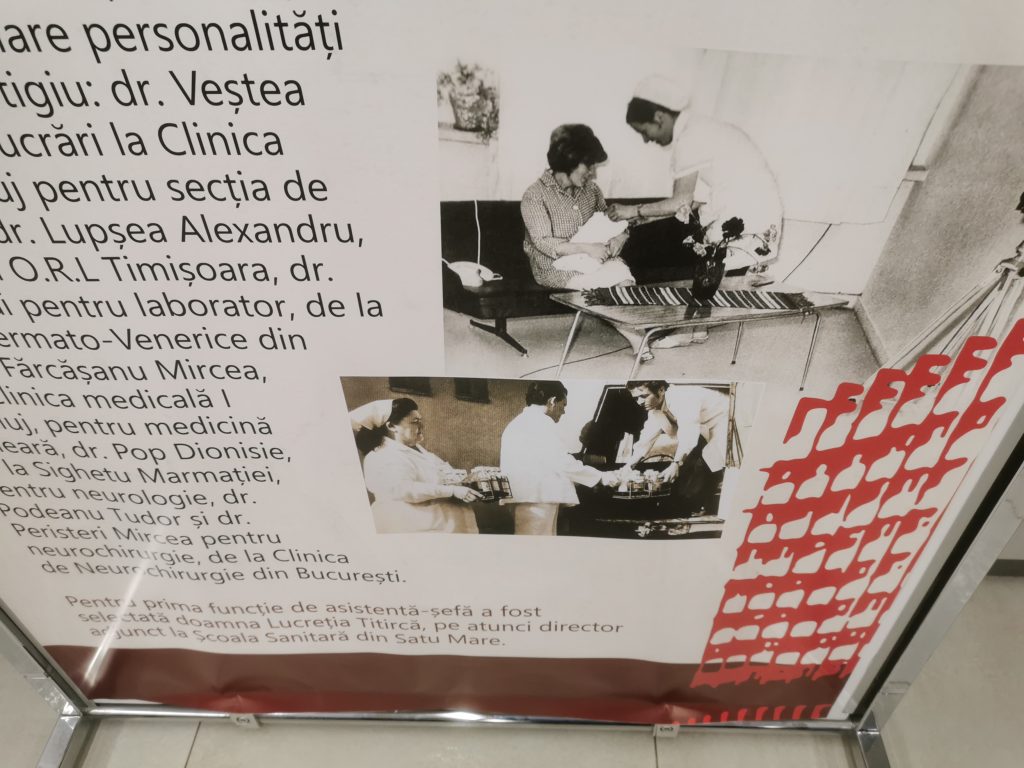 mare personalități
tigiu: dr. Veștea
ucrări la Clinica
uj pentru secția de
dr. Lupșea Alexandru,
O.R.L Timișoara, dr.
i pentru laborator, de la
ermato-Venerice din
Fărcășanu Mircea,
Clinica medicală I
uj, pentru medicină
eară, dr. Pop Dionisie,
la Sighetu Marmației,
entru neurologie, dr.
Podeanu Tudor și dr.
Peristeri Mircea pentru
neurochirurgie, de la Clinica
de Neurochirurgie din București.
Pentru prima funcție de asistentă-șefă a fost
selectată doamna Lucreția Titircă, pe atunci director
adjunct la Școala Sanitară din Satu Mare.